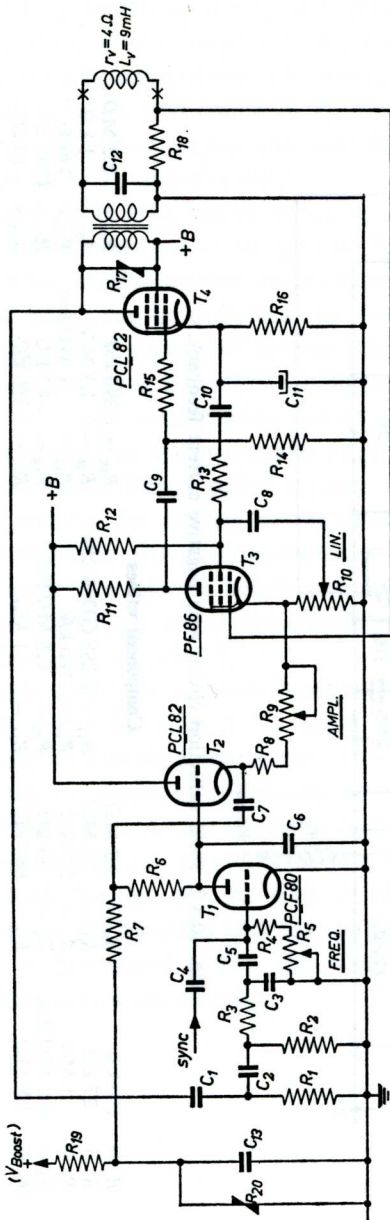 (V_Boost)
+
R₁₉
R₂₀
C₁₃
R₇
C₁
R₁
C₂
R₂
R₃
sync
C₄
C₅
C₃
R₄
R₅
FREQ.
R₆
T₁
PCF80
C₆
C₇
PCL82
T₂
R₈
R₉
AMPL.
+B
R₁₁
R₁₂
PF86
T₃
C₉
R₁₃
C₈
R₁₀
LIN.
R₁₄
R₁₅
C₁₀
C₁₁
R₁₆
PCL82
T₄
R₁₇
+B
C₁₂
R₁₈
r_v=4Ω
L_v=9mH